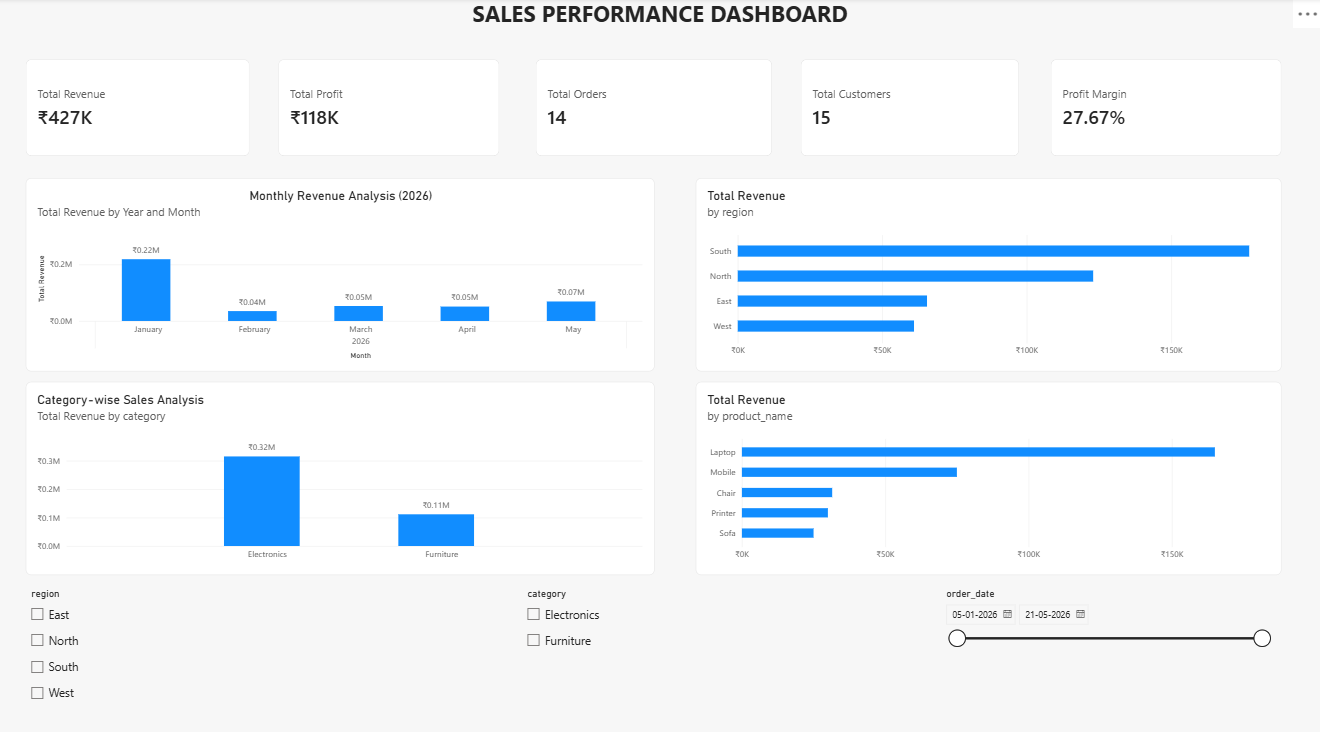 SALES PERFORMANCE DASHBOARD
Total Revenue
₹427K
Total Profit
₹118K
Total Orders
14
Total Customers
15
Profit Margin
27.67%
Monthly Revenue Analysis (2026)
Total Revenue by Year and Month
Total Revenue
₹0.2M
₹0.0M
₹0.22M
₹0.04M
₹0.05M
₹0.05M
₹0.07M
January February March April May
2026
Month
Total Revenue
by region
South
North
East
West
₹0K ₹50K ₹100K ₹150K
Category-wise Sales Analysis
Total Revenue by category
₹0.3M
₹0.2M
₹0.1M
₹0.0M
₹0.32M
₹0.11M
Electronics Furniture
Total Revenue
by product_name
Laptop
Mobile
Chair
Printer
Sofa
₹0K ₹50K ₹100K ₹150K
region
East
North
South
West
category
Electronics
Furniture
order_date
05-01-2026 21-05-2026